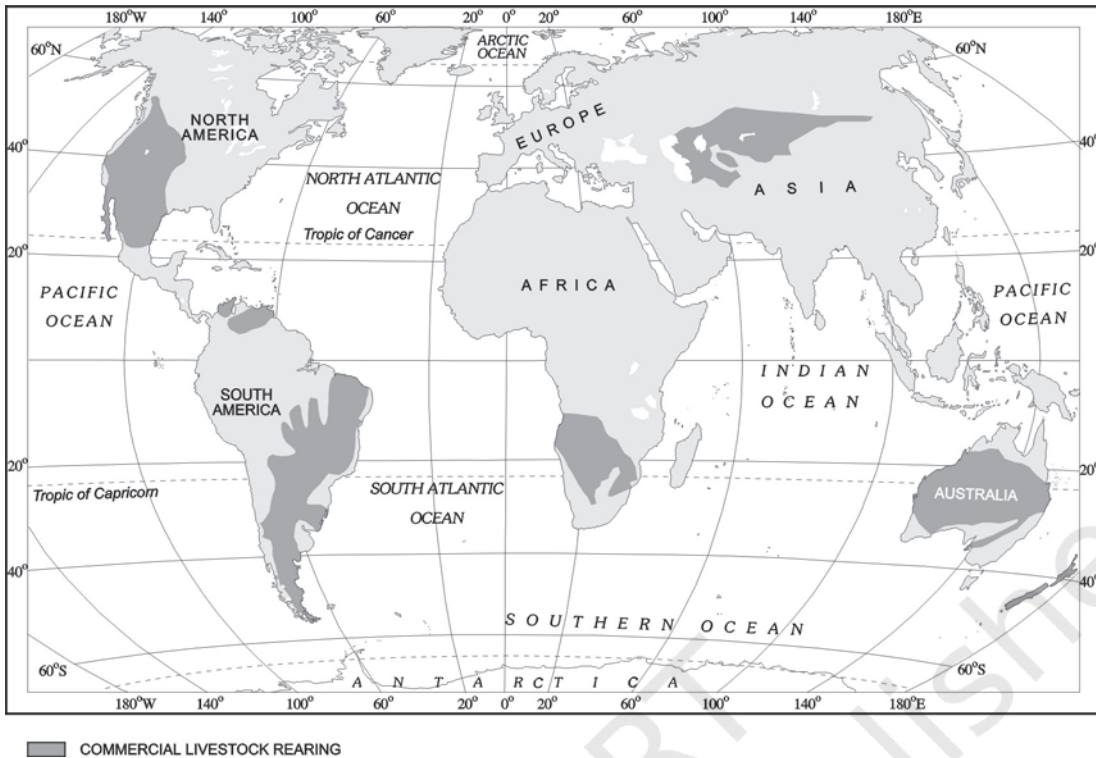 180°W 140° 100° 60° 20° 0° 20° 60° 100° 140° 180°E
ARCTIC
OCEAN
60°N
60°N
NORTH
AMERICA
EUROPE
40°
40°
ASIA
NORTH ATLANTIC
OCEAN
Tropic of Cancer
20°
20°
AFRICA
PACIFIC
OCEAN
PACIFIC
OCEAN
INDIAN
OCEAN
SOUTH
AMERICA
20°
20°
Tropic of Capricorn
SOUTH ATLANTIC
OCEAN
AUSTRALIA
40°
40°
SOUTHERN OCEAN
60°S
60°S
ANTARCTICA
180°W 140° 100° 60° 20° 0° 20° 60° 100° 140° 180°E
COMMERCIAL LIVESTOCK REARING